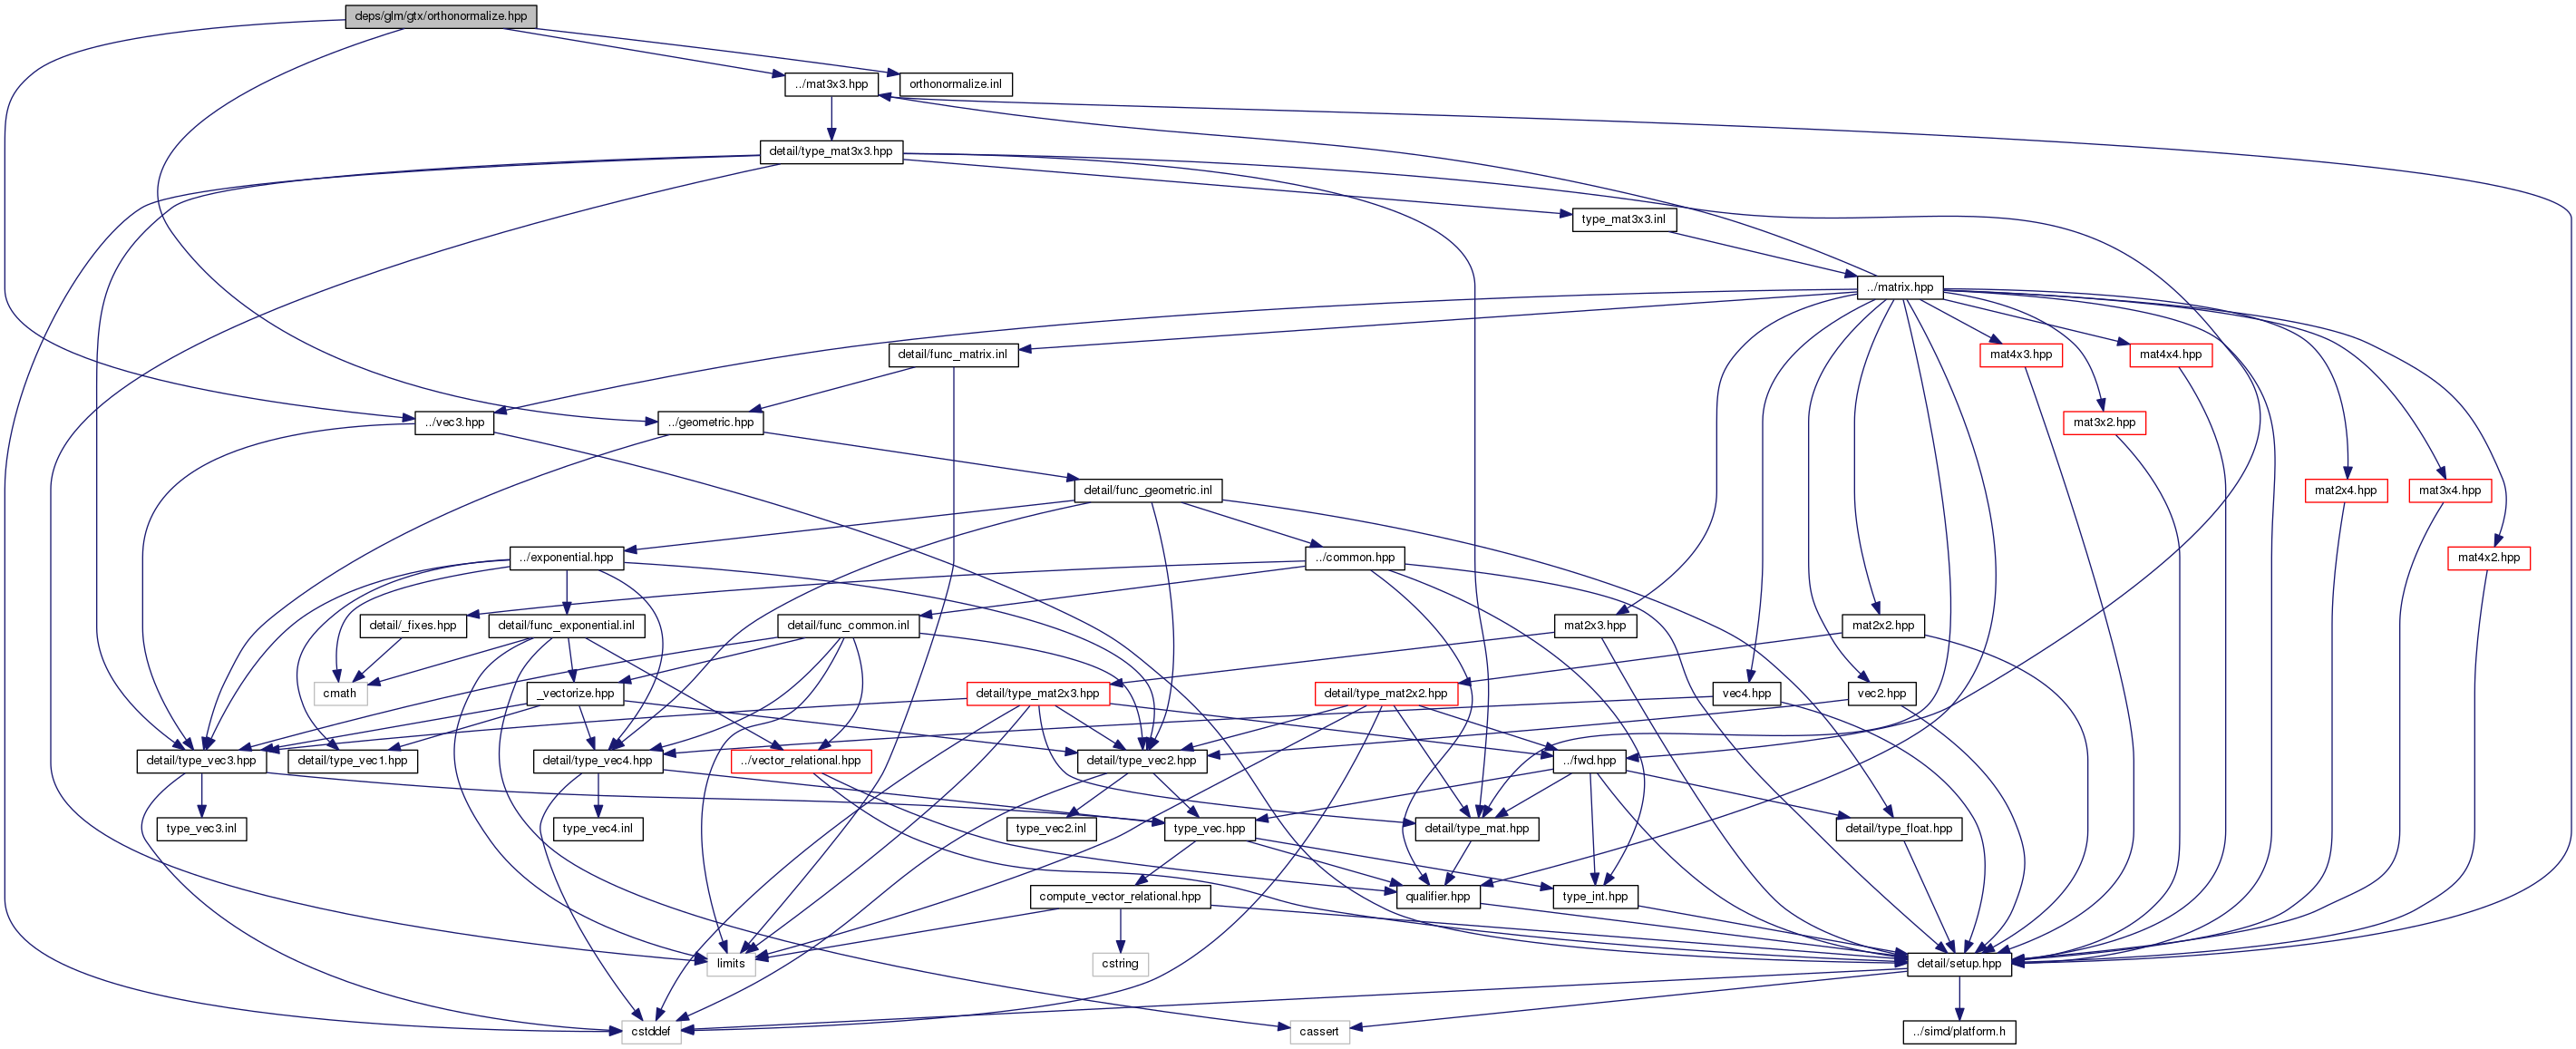 deps/glm/gtx/orthonormalize.hpp
../mat3x3.hpp
orthonormalize.inl
detail/type_mat3x3.hpp
type_mat3x3.inl
../matrix.hpp
detail/func_matrix.inl
mat4x3.hpp
mat4x4.hpp
../vec3.hpp
../geometric.hpp
mat3x2.hpp
detail/func_geometric.inl
mat2x4.hpp
mat3x4.hpp
../exponential.hpp
../common.hpp
mat4x2.hpp
detail/_fixes.hpp
detail/func_exponential.inl
detail/func_common.inl
mat2x3.hpp
mat2x2.hpp
cmath
_vectorize.hpp
detail/type_mat2x3.hpp
detail/type_mat2x2.hpp
vec4.hpp
vec2.hpp
detail/type_vec3.hpp
detail/type_vec1.hpp
detail/type_vec4.hpp
../vector_relational.hpp
detail/type_vec2.hpp
../fwd.hpp
type_vec3.inl
type_vec4.inl
type_vec2.inl
type_vec.hpp
detail/type_mat.hpp
detail/type_float.hpp
compute_vector_relational.hpp
qualifier.hpp
type_int.hpp
limits
cstring
detail/setup.hpp
cstddef
cassert
../simd/platform.h